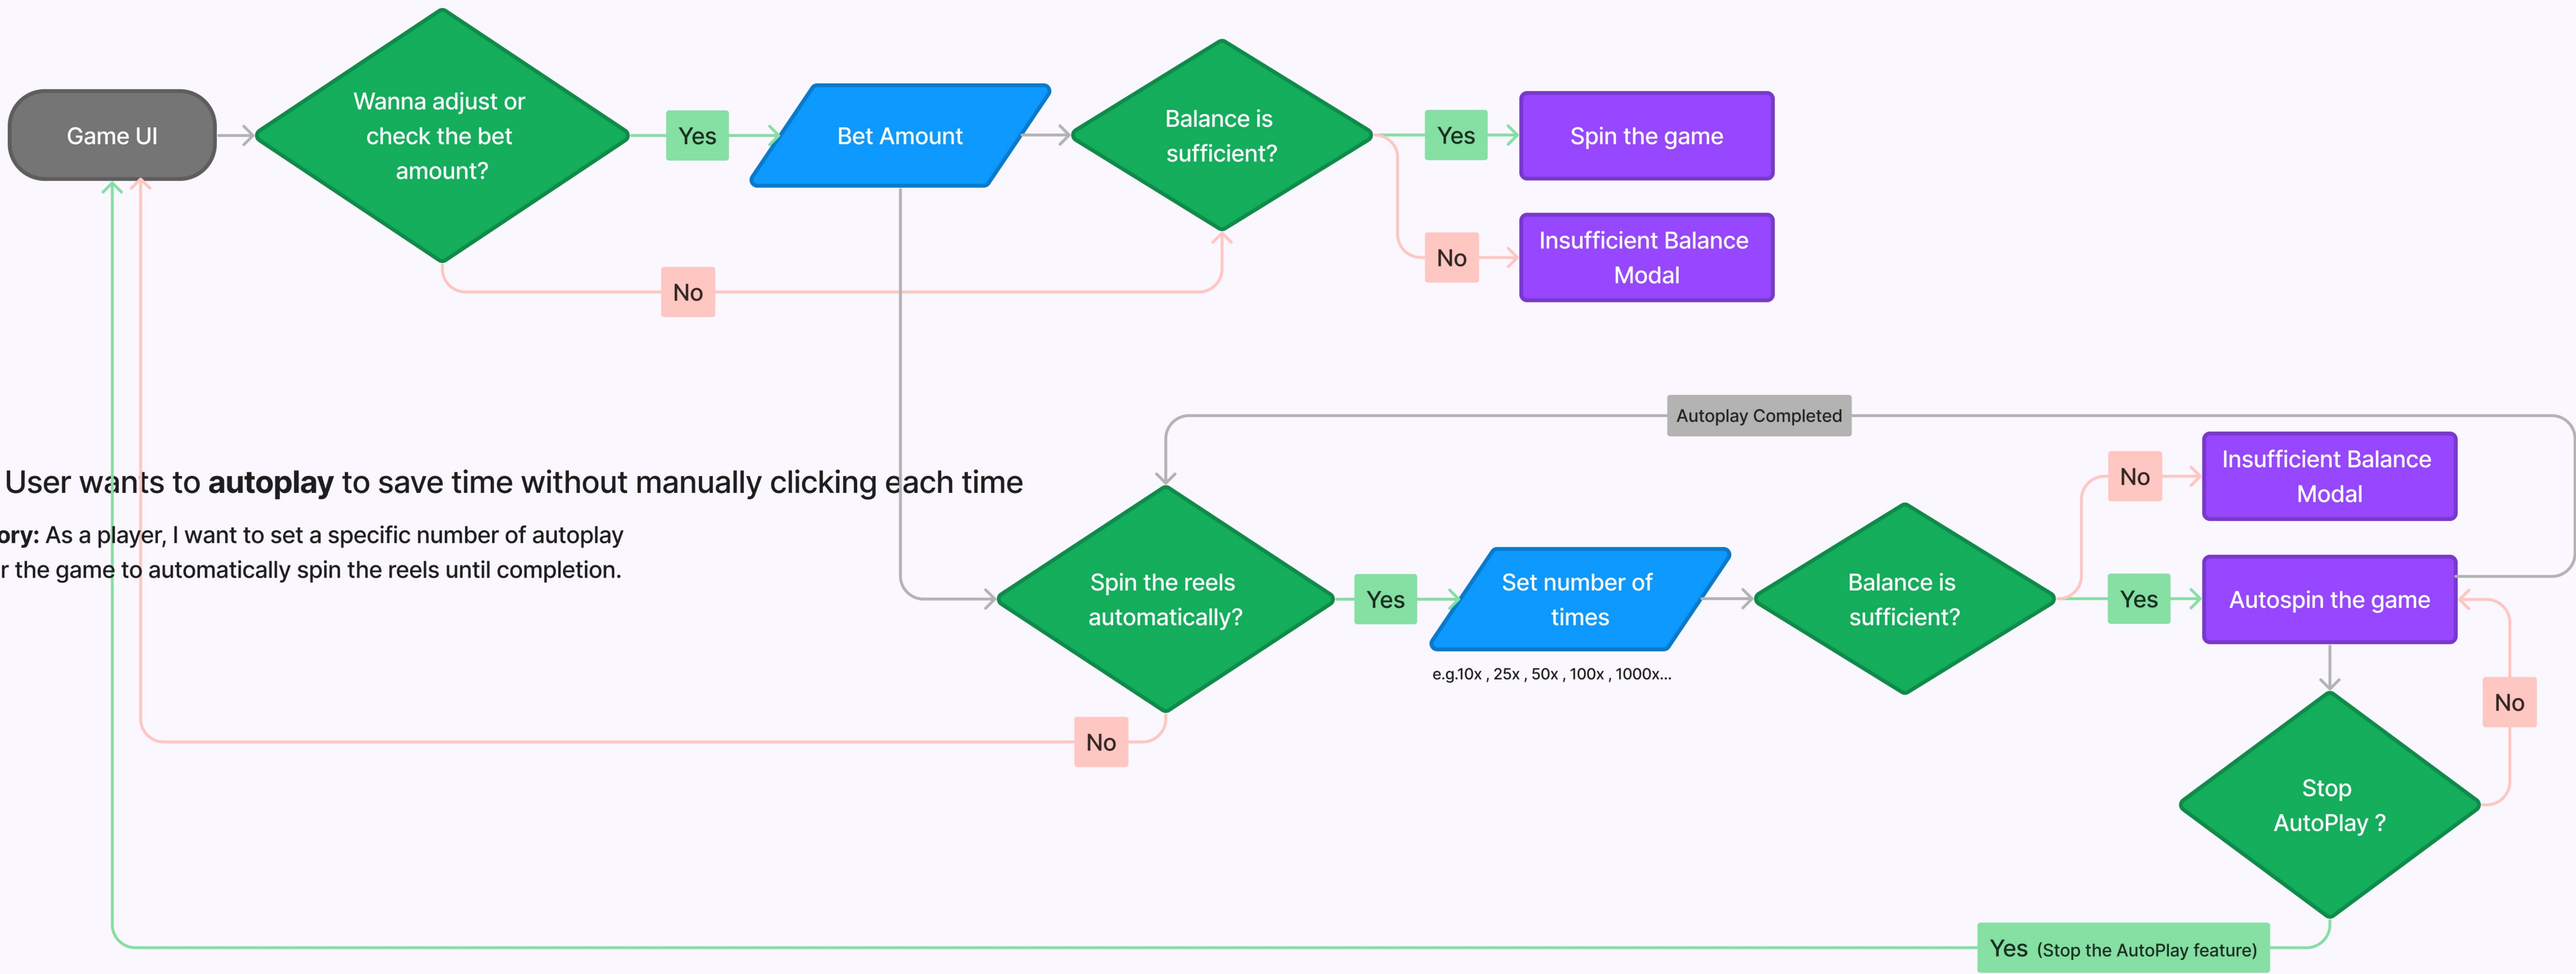 Game UI
Wanna adjust or
check the bet
amount?
Yes
Bet Amount
Balance is
sufficient?
Yes
Spin the game
No
Insufficient Balance
Modal
No
Autoplay Completed
User wants to autoplay to save time without manually clicking each time
ory: As a player, I want to set a specific number of autoplay
r the game to automatically spin the reels until completion.
Spin the reels
automatically?
Yes
Set number of
times
e.g.10x , 25x , 50x , 100x , 1000x...
Balance is
sufficient?
No
Insufficient Balance
Modal
Yes
Autospin the game
No
No
Stop
AutoPlay ?
Yes (Stop the AutoPlay feature)